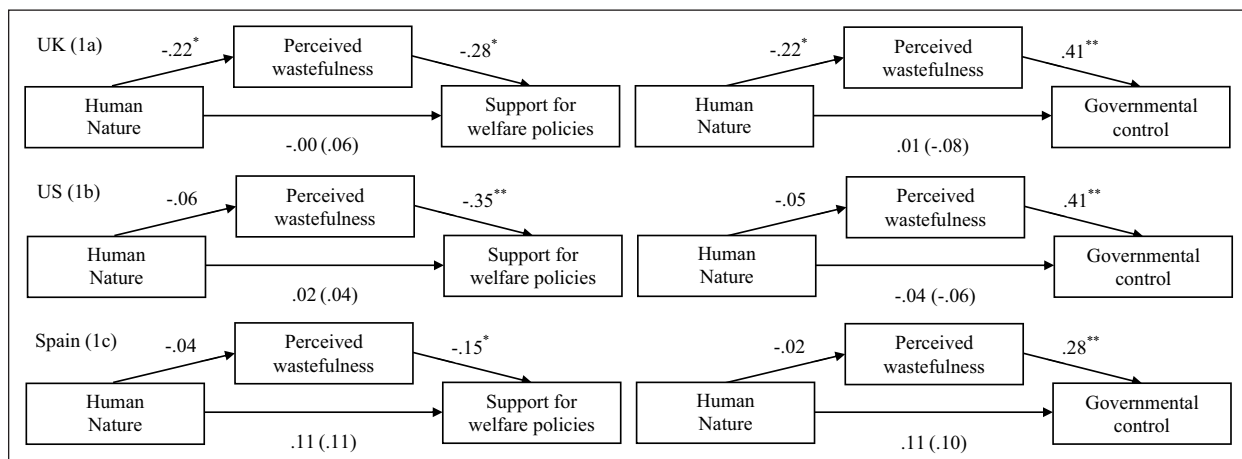 UK (1a)
-.22*
Perceived
wastefulness
-.28*
Human
Nature
Support for
welfare policies
-.00 (.06)
-.22*
Perceived
wastefulness
.41**
Human
Nature
Governmental
control
.01 (-.08)
US (1b)
-.06
Perceived
wastefulness
-.35**
Human
Nature
Support for
welfare policies
.02 (.04)
-.05
Perceived
wastefulness
.41**
Human
Nature
Governmental
control
-.04 (-.06)
Spain (1c)
-.04
Perceived
wastefulness
-.15*
Human
Nature
Support for
welfare policies
.11 (.11)
-.02
Perceived
wastefulness
.28**
Human
Nature
Governmental
control
.11 (.10)